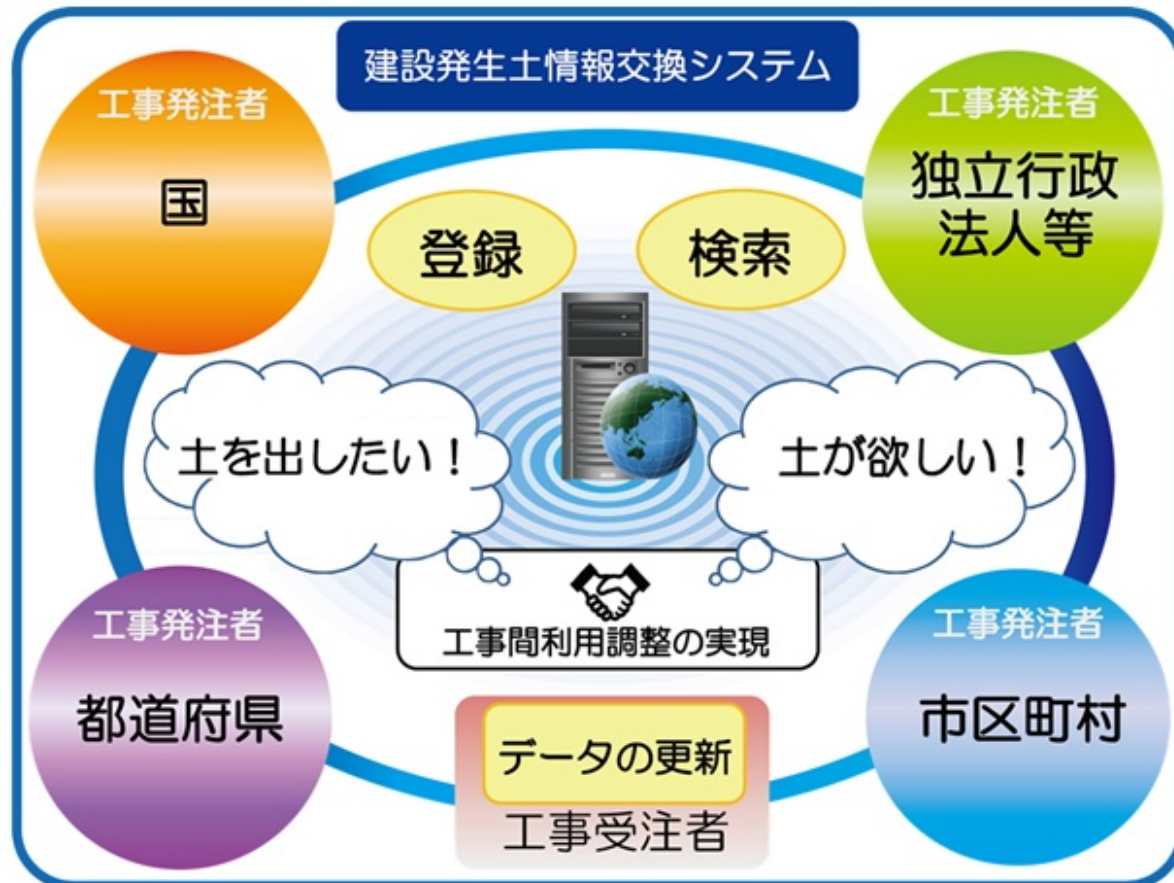 建設発生土情報交換システム
工事発注者
国
工事発注者
独立行政
法人等
登録
検索
土を出したい！
土が欲しい！
工事間利用調整の実現
工事発注者
都道府県
工事発注者
市区町村
データの更新
工事受注者